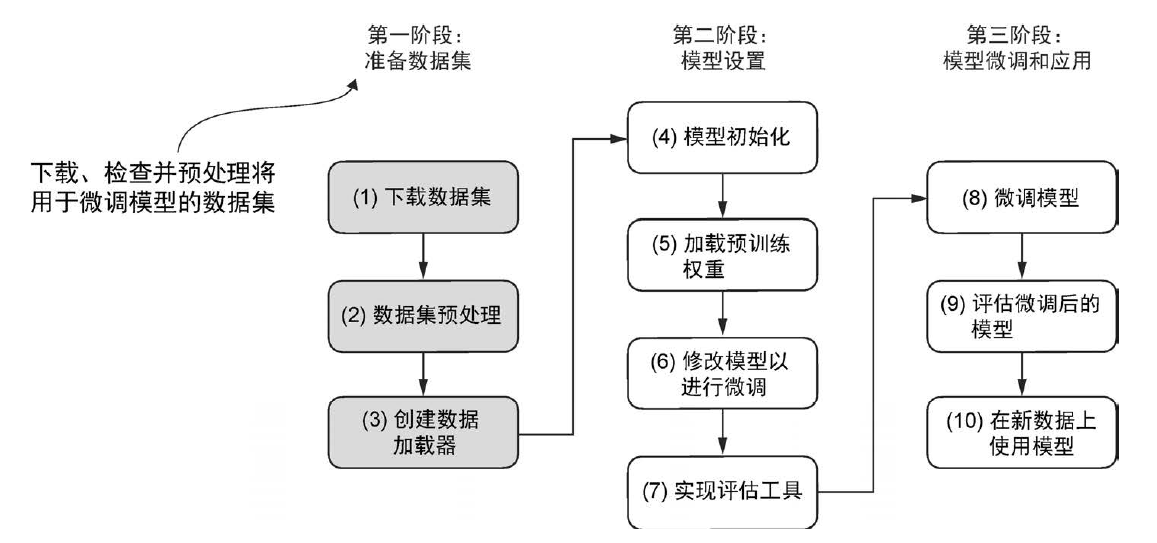 第一阶段：
准备数据集
第二阶段：
模型设置
第三阶段：
模型微调和应用
下载、检查并预处理将
用于微调模型的数据集
(1) 下载数据集
(2) 数据集预处理
(3) 创建数据
加载器
(4) 模型初始化
(5) 加载预训练
权重
(6) 修改模型以
进行微调
(7) 实现评估工具
(8) 微调模型
(9) 评估微调后的
模型
(10) 在新数据上
使用模型